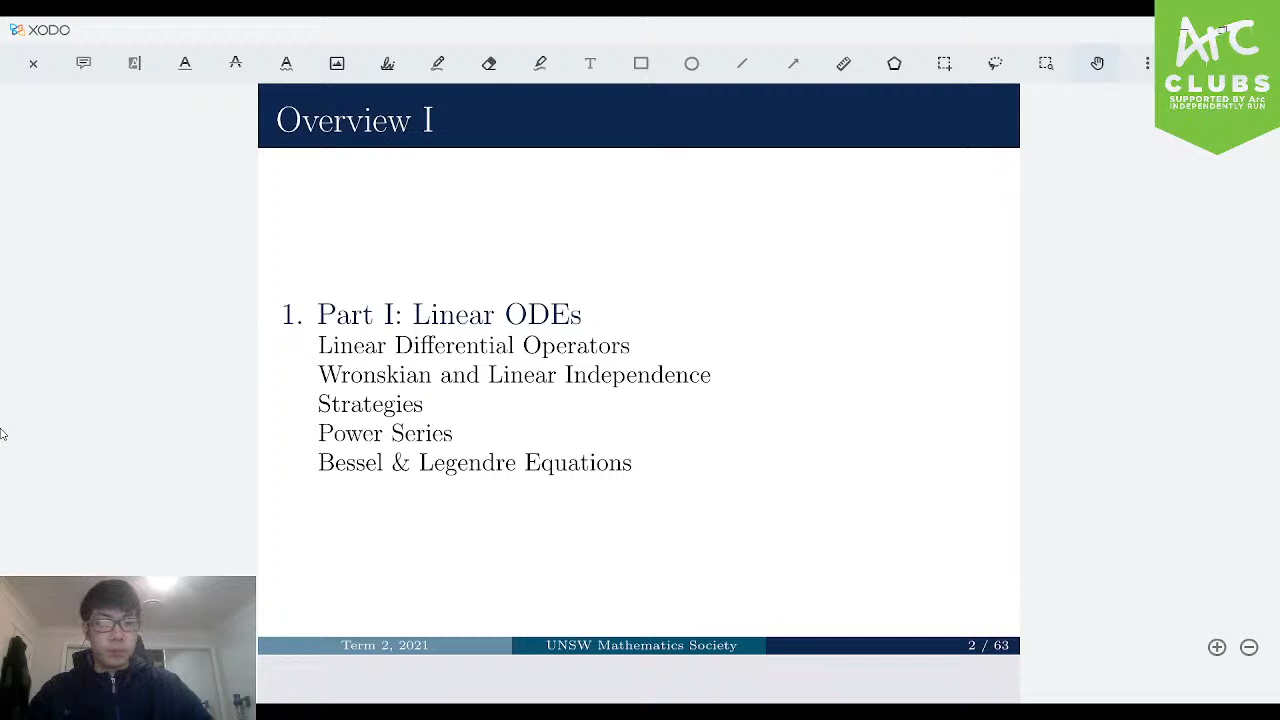 XODO
ArC
CLUBS
SUPPORTED BY Arc
INDEPENDENTLY RUN
Overview I
1. Part I: Linear ODEs
Linear Differential Operators
Wronskian and Linear Independence
Strategies
Power Series
Bessel & Legendre Equations
Term 2, 2021
UNSW Mathematics Society
2 / 63